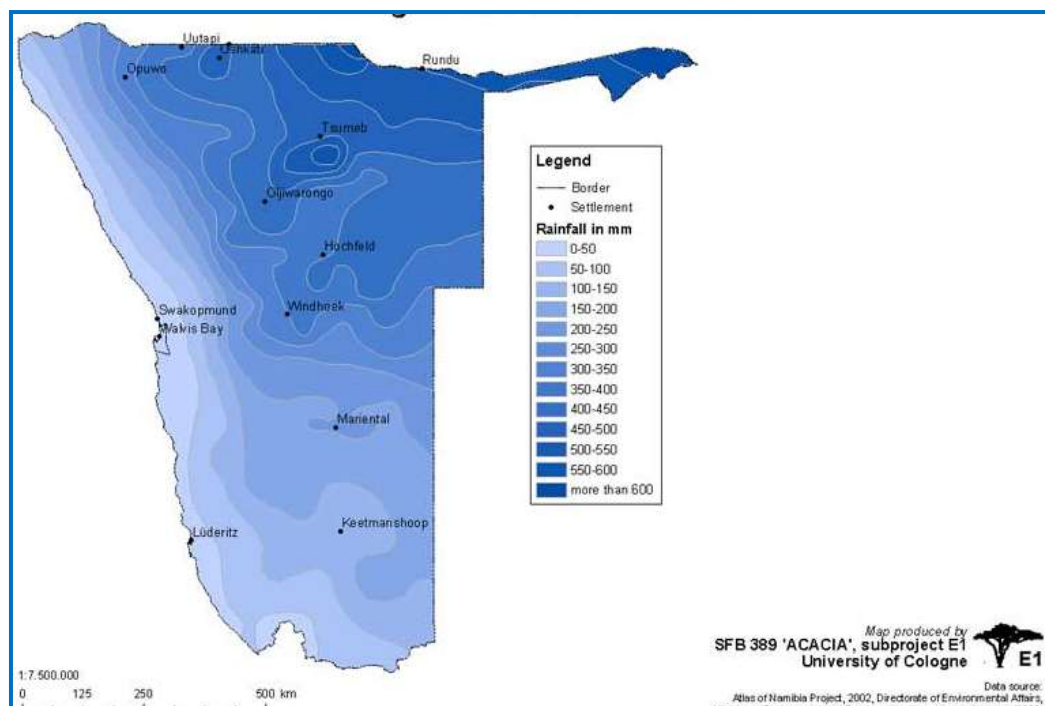 Uutapi
Oshkati
Opuwo
Rundu
Tsumeb
Otjiwarongo
Hochfeld
Windhoek
Swakopmund
Walvis Bay
Mariental
Keetmanshoop
Lüderitz
Legend
Border
Settlement
Rainfall in mm
0-50
50-100
100-150
150-200
200-250
250-300
300-350
350-400
400-450
450-500
500-550
550-600
more than 600
1:7.500.000
0 125 250 500 km
Map produced by
SFB 389 'ACACIA', subproject E1
University of Cologne
E1
Data source:
Atlas of Namibia Project, 2002, Directorate of Environmental Affairs,